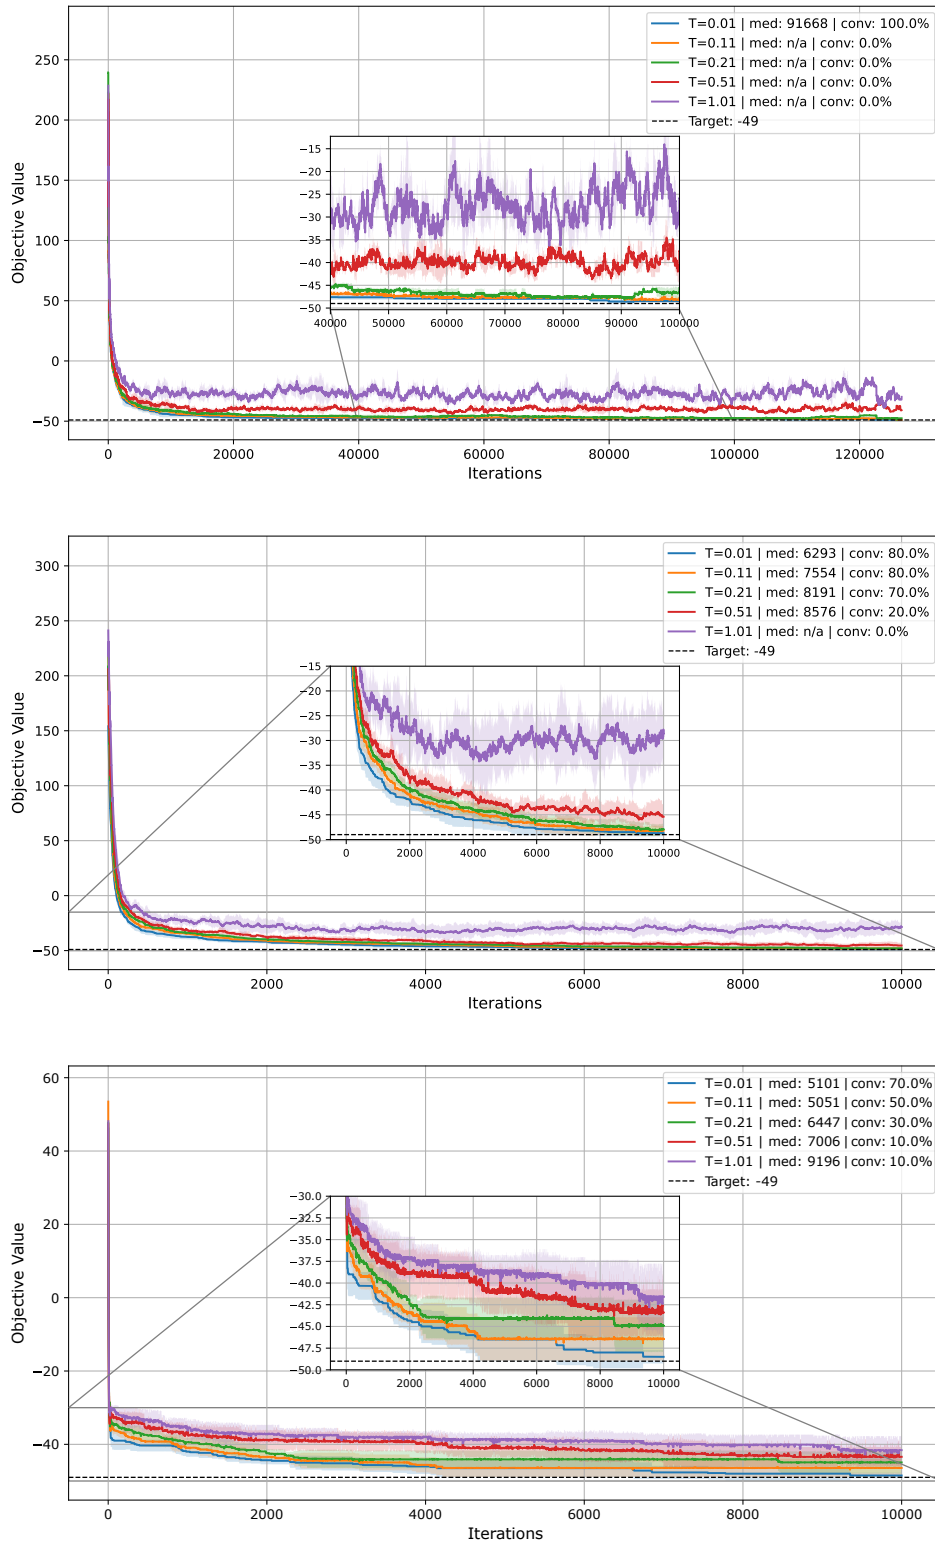 T=0.01 | med: 91668 | conv: 100.0%
T=0.11 | med: n/a | conv: 0.0%
T=0.21 | med: n/a | conv: 0.0%
T=0.51 | med: n/a | conv: 0.0%
T=1.01 | med: n/a | conv: 0.0%
Target: -49
Objective Value
250
200
150
100
50
0
−50
−15
−20
−25
−30
−35
−40
−45
−50
40000 50000 60000 70000 80000 90000 100000
0 20000 40000 60000 80000 100000 120000
Iterations
T=0.01 | med: 6293 | conv: 80.0%
T=0.11 | med: 7554 | conv: 80.0%
T=0.21 | med: 8191 | conv: 70.0%
T=0.51 | med: 8576 | conv: 20.0%
T=1.01 | med: n/a | conv: 0.0%
Target: -49
Objective Value
300
250
200
150
100
50
0
−50
−15
−20
−25
−30
−35
−40
−45
−50
0 2000 4000 6000 8000 10000
0 2000 4000 6000 8000 10000
Iterations
T=0.01 | med: 5101 | conv: 70.0%
T=0.11 | med: 5051 | conv: 50.0%
T=0.21 | med: 6447 | conv: 30.0%
T=0.51 | med: 7006 | conv: 10.0%
T=1.01 | med: 9196 | conv: 10.0%
Target: -49
Objective Value
60
40
20
0
−20
−40
−30.0
−32.5
−35.0
−37.5
−40.0
−42.5
−45.0
−47.5
−50.0
0 2000 4000 6000 8000 10000
0 2000 4000 6000 8000 10000
Iterations